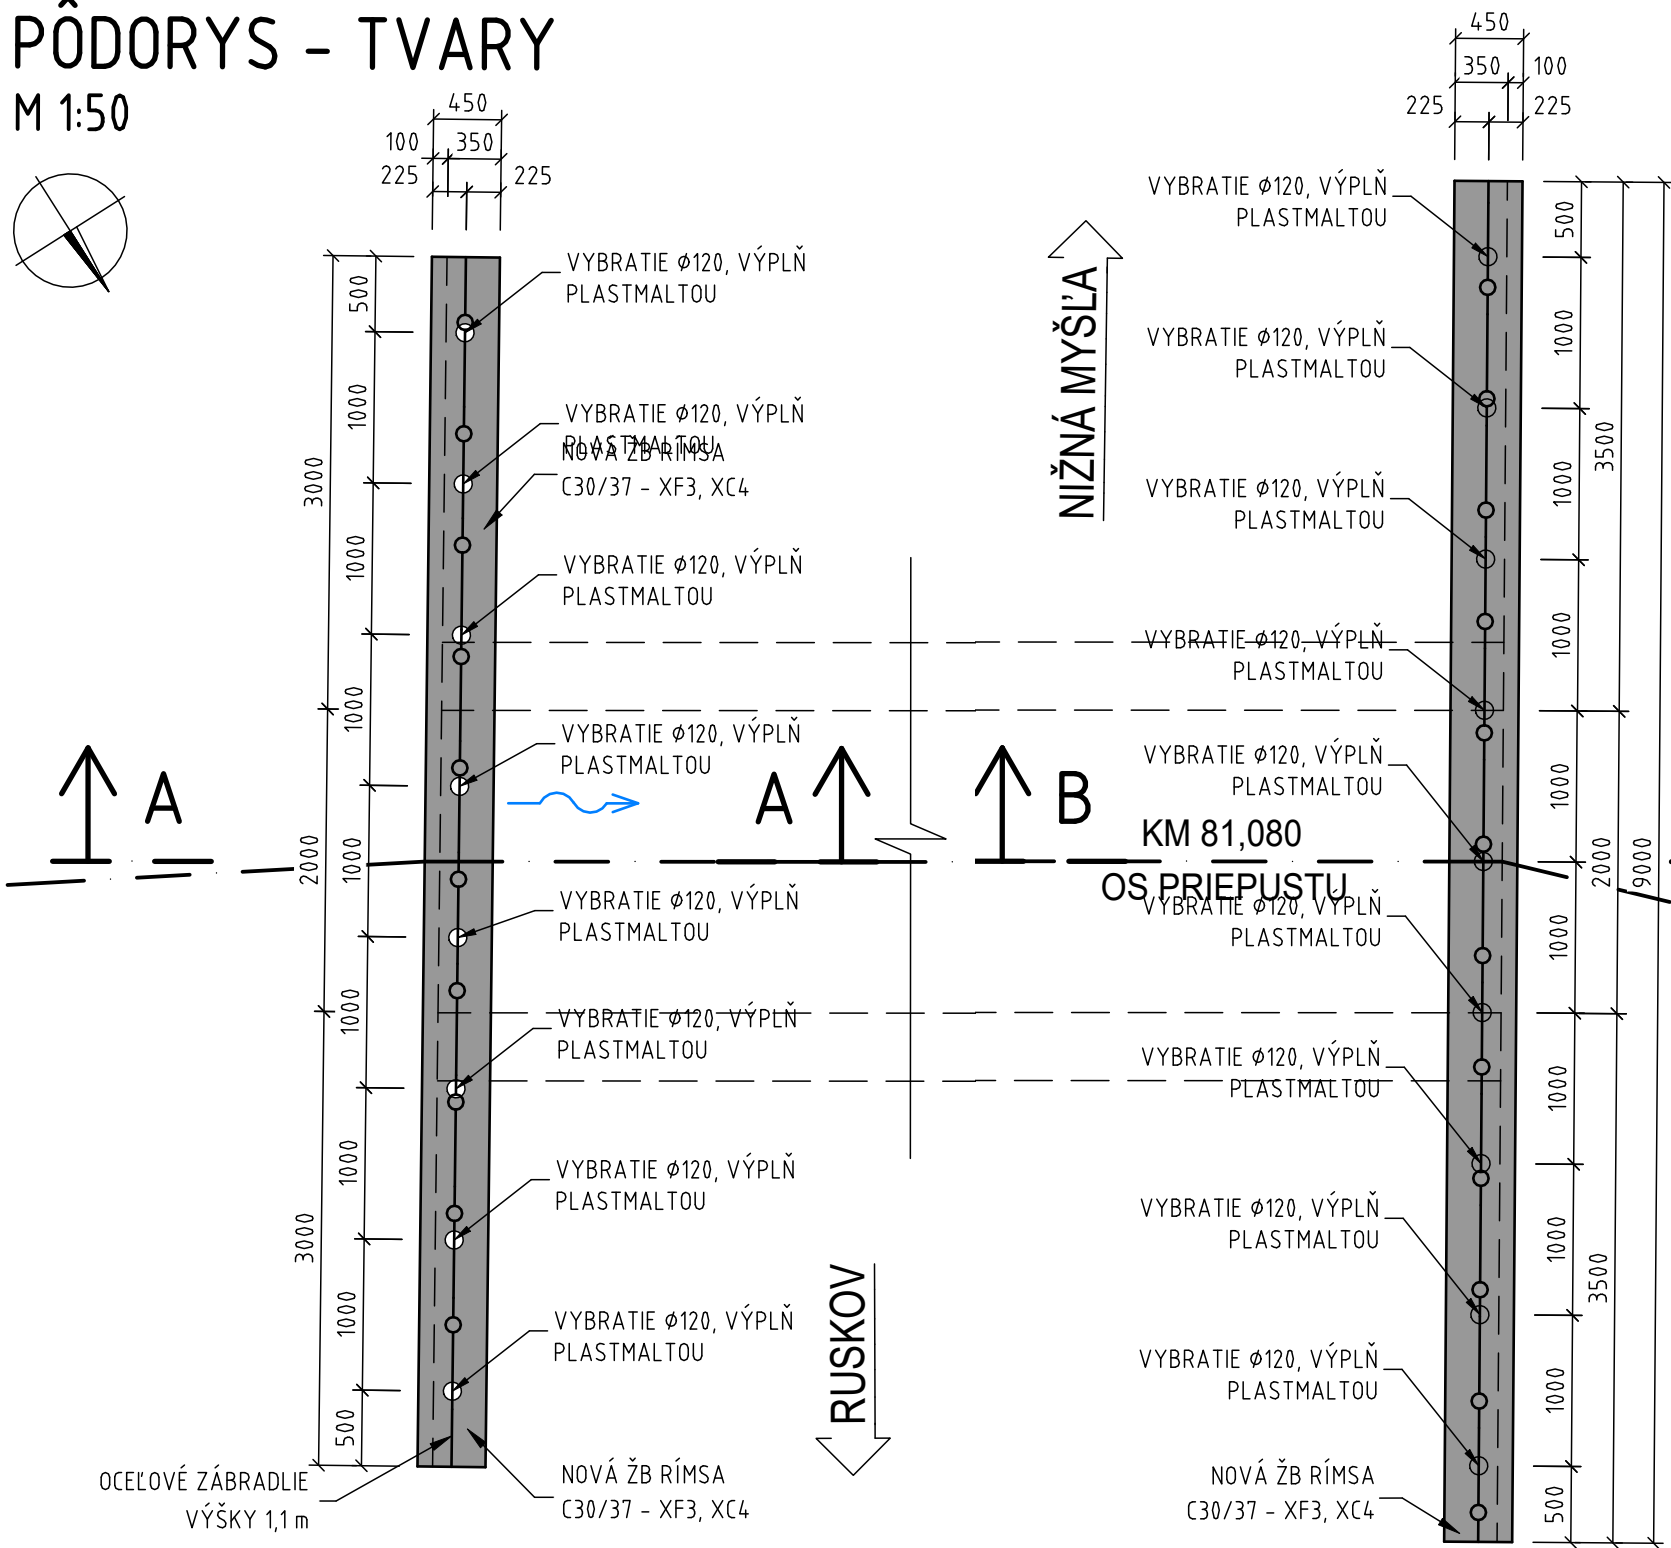 PÔDORYS - TVARY
M 1:50
450
100
350
225
225
450
350
100
225
225
VYBRATIE ø120, VÝPLŇ
PLASTMALTOU
VYBRATIE ø120, VÝPLŇ
PLASTMALTOU
NOVÁ ŽB RÍMSA
C30/37 - XF3, XC4
VYBRATIE ø120, VÝPLŇ
PLASTMALTOU
VYBRATIE ø120, VÝPLŇ
PLASTMALTOU
VYBRATIE ø120, VÝPLŇ
PLASTMALTOU
VYBRATIE ø120, VÝPLŇ
PLASTMALTOU
VYBRATIE ø120, VÝPLŇ
PLASTMALTOU
VYBRATIE ø120, VÝPLŇ
PLASTMALTOU
NOVÁ ŽB RÍMSA
C30/37 - XF3, XC4
OCEĽOVÉ ZÁBRADLIE
VÝŠKY 1,1 m
500
1000
1000
1000
1000
1000
1000
1000
500
3000
2000
3000
A
A
B
NIŽNÁ MYŠĽA
RUSKOV
KM 81,080
OS PRIEPUSTU
VYBRATIE ø120, VÝPLŇ
PLASTMALTOU
VYBRATIE ø120, VÝPLŇ
PLASTMALTOU
VYBRATIE ø120, VÝPLŇ
PLASTMALTOU
VYBRATIE ø120, VÝPLŇ
PLASTMALTOU
VYBRATIE ø120, VÝPLŇ
PLASTMALTOU
VYBRATIE ø120, VÝPLŇ
PLASTMALTOU
VYBRATIE ø120, VÝPLŇ
PLASTMALTOU
VYBRATIE ø120, VÝPLŇ
PLASTMALTOU
VYBRATIE ø120, VÝPLŇ
PLASTMALTOU
NOVÁ ŽB RÍMSA
C30/37 - XF3, XC4
500
1000
1000
1000
1000
1000
1000
1000
1000
500
3500
2000
3500
9000